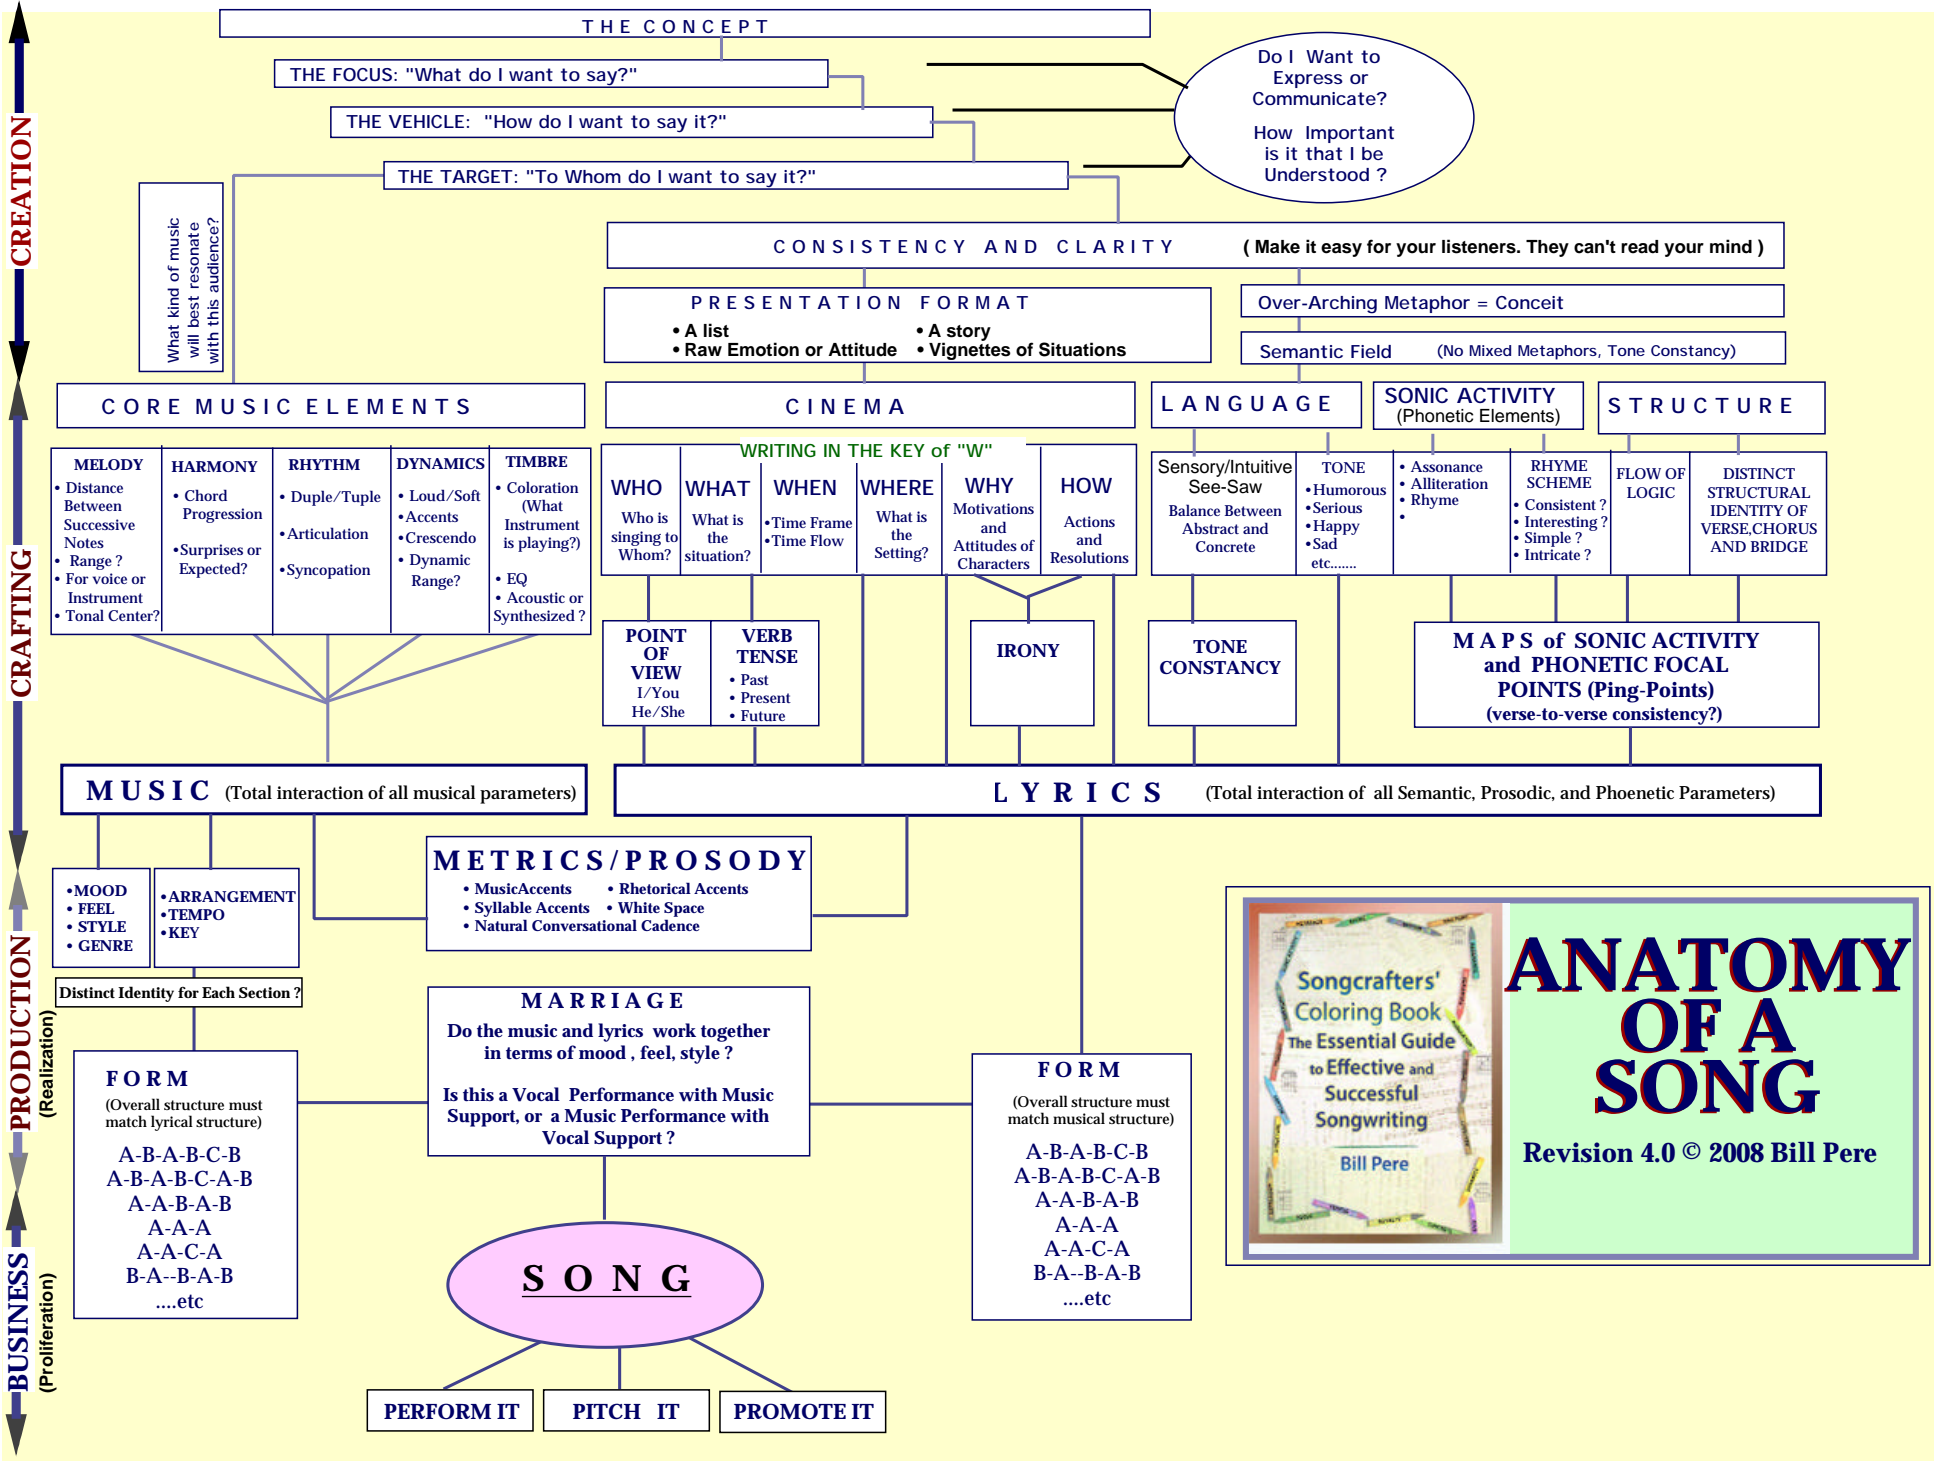 THE CONCEPT
THE FOCUS: "What do I want to say?"
THE VEHICLE: "How do I want to say it?"
THE TARGET: "To Whom do I want to say it?"
Do I Want to
Express or
Communicate?
How Important
is it that I be
Understood ?
CREATION
What kind of music
will best resonate
with this audience?
CONSISTENCY AND CLARITY ( Make it easy for your listeners. They can't read your mind )
PRESENTATION FORMAT
• A list • A story
• Raw Emotion or Attitude • Vignettes of Situations
Over-Arching Metaphor = Conceit
Semantic Field (No Mixed Metaphors, Tone Constancy)
CRAFTING
CORE MUSIC ELEMENTS
MELODY
• Distance
Between
Successive
Notes
• Range ?
• For voice or
Instrument
• Tonal Center?
HARMONY
• Chord
Progression
•Surprises or
Expected?
RHYTHM
• Duple/Tuple
•Articulation
•Syncopation
DYNAMICS
• Loud/Soft
•Accents
•Crescendo
• Dynamic
Range?
TIMBRE
• Coloration
(What
Instrument
is playing?)
• EQ
• Acoustic or
Synthesized ?
CINEMA
WRITING IN THE KEY of "W"
WHO
Who is
singing to
Whom?
WHAT
What is
the
situation?
WHEN
•Time Frame
•Time Flow
WHERE
What is
the
Setting?
WHY
Motivations
and
Attitudes of
Characters
HOW
Actions
and
Resolutions
LANGUAGE
Sensory/Intuitive
See-Saw
Balance Between
Abstract and
Concrete
TONE
•Humorous
•Serious
•Happy
•Sad
etc.......
SONIC ACTIVITY
(Phonetic Elements)
• Assonance
• Alliteration
• Rhyme
•
RHYME
SCHEME
• Consistent ?
• Interesting ?
• Simple ?
• Intricate ?
STRUCTURE
FLOW OF
LOGIC
DISTINCT
STRUCTURAL
IDENTITY OF
VERSE,CHORUS
AND BRIDGE
POINT
OF
VIEW
I/You
He/She
VERB
TENSE
• Past
• Present
• Future
IRONY
TONE
CONSTANCY
MAPS of SONIC ACTIVITY
and PHONETIC FOCAL
POINTS (Ping-Points)
(verse-to-verse consistency?)
MUSIC (Total interaction of all musical parameters)
LYRICS (Total interaction of all Semantic, Prosodic, and Phoenetic Parameters)
PRODUCTION
(Realization)
•MOOD
• FEEL
• STYLE
• GENRE
•ARRANGEMENT
•TEMPO
•KEY
METRICS/PROSODY
• MusicAccents • Rhetorical Accents
• Syllable Accents • White Space
• Natural Conversational Cadence
Distinct Identity for Each Section ?
FORM
(Overall structure must
match lyrical structure)
A-B-A-B-C-B
A-B-A-B-C-A-B
A-A-B-A-B
A-A-A
A-A-C-A
B-A--B-A-B
....etc
MARRIAGE
Do the music and lyrics work together
in terms of mood , feel, style ?
Is this a Vocal Performance with Music
Support, or a Music Performance with
Vocal Support ?
FORM
(Overall structure must
match musical structure)
A-B-A-B-C-B
A-B-A-B-C-A-B
A-A-B-A-B
A-A-A
A-A-C-A
B-A--B-A-B
....etc
BUSINESS
(Proliferation)
SONG
PERFORM IT
PITCH IT
PROMOTE IT
Songcrafters'
Coloring Book
The Essential Guide
to Effective and
Successful
Songwriting
Bill Pere
ANATOMY
OF A
SONG
Revision 4.0 © 2008 Bill Pere